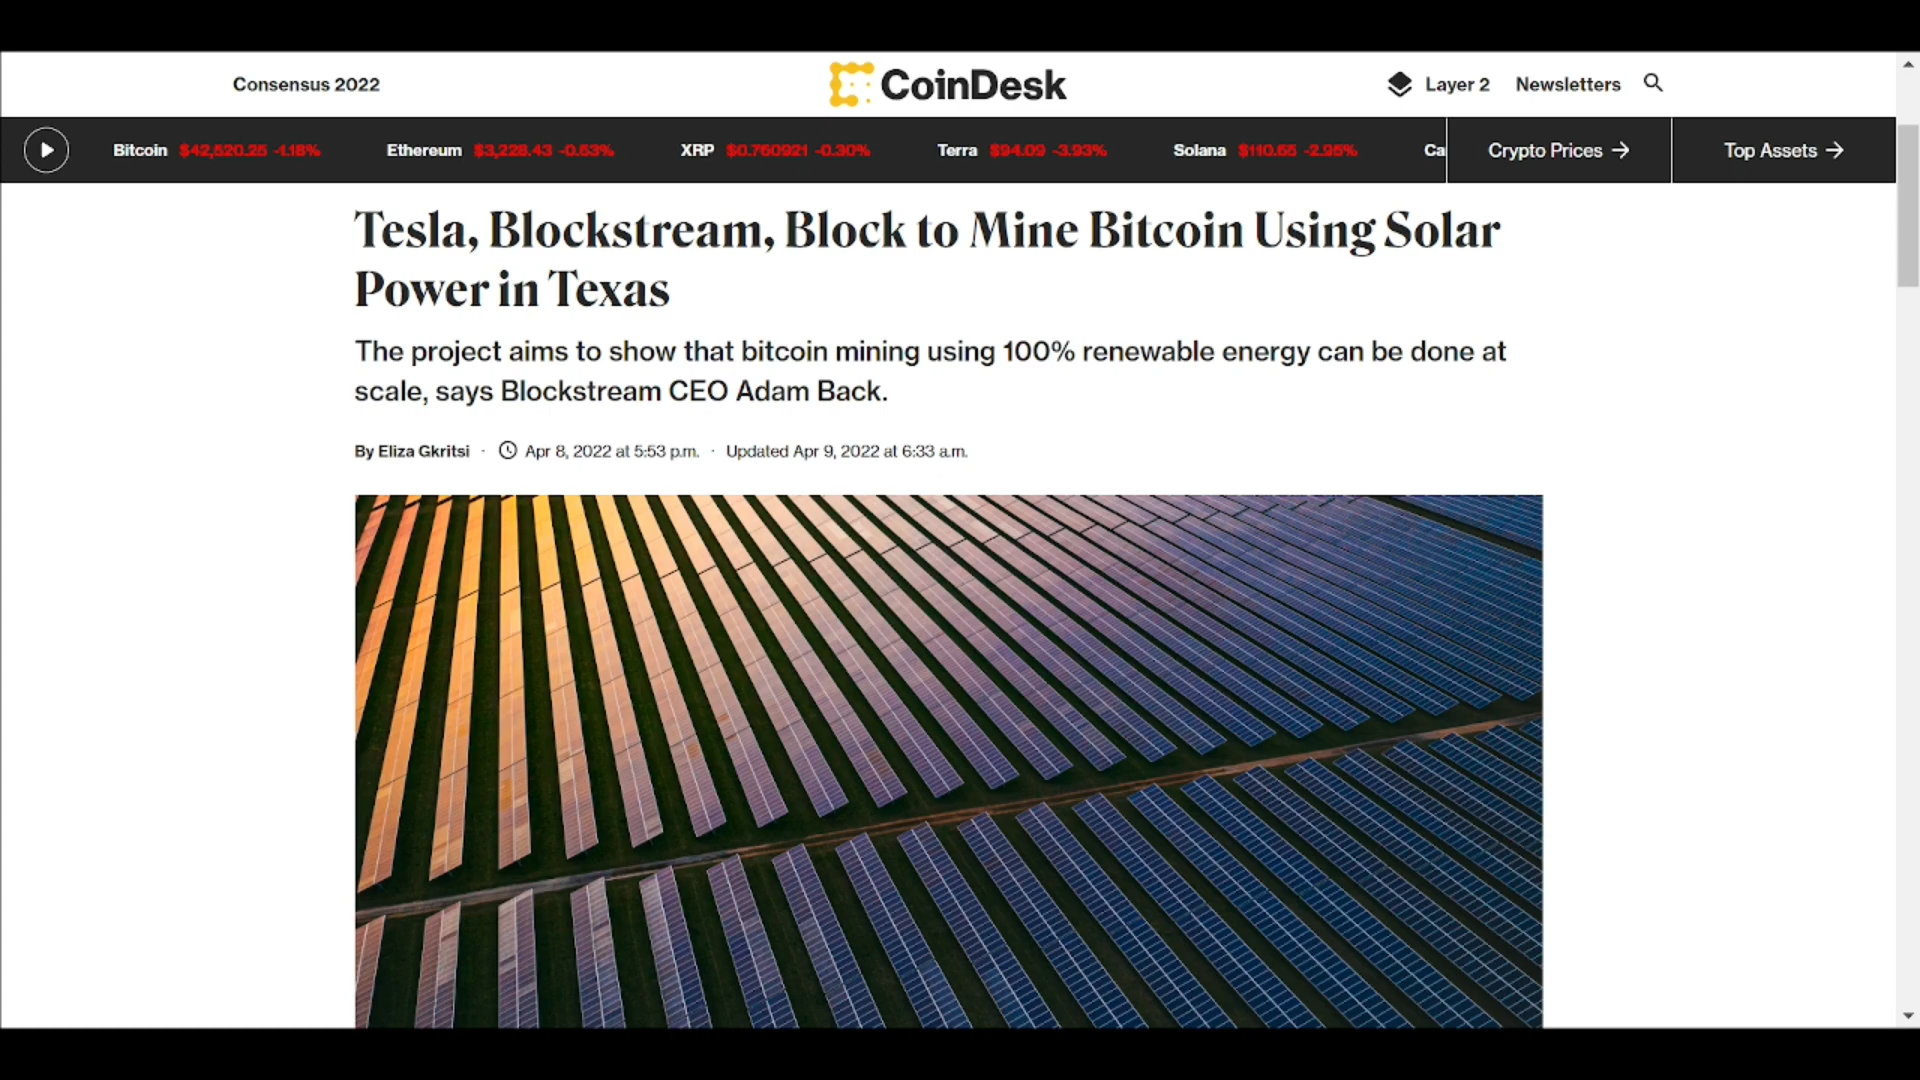 Consensus 2022
CoinDesk
Layer 2 Newsletters
Bitcoin $42,520.25 -1.18% Ethereum $3,228.43 -0.63% XRP $0.760921 -0.30% Terra $94.09 -3.93% Solana $110.65 -2.95% Ca Crypto Prices → Top Assets →
Tesla, Blockstream, Block to Mine Bitcoin Using Solar
Power in Texas
The project aims to show that bitcoin mining using 100% renewable energy can be done at
scale, says Blockstream CEO Adam Back.
By Eliza Gkritsi · Apr 8, 2022 at 5:53 p.m. · Updated Apr 9, 2022 at 6:33 a.m.